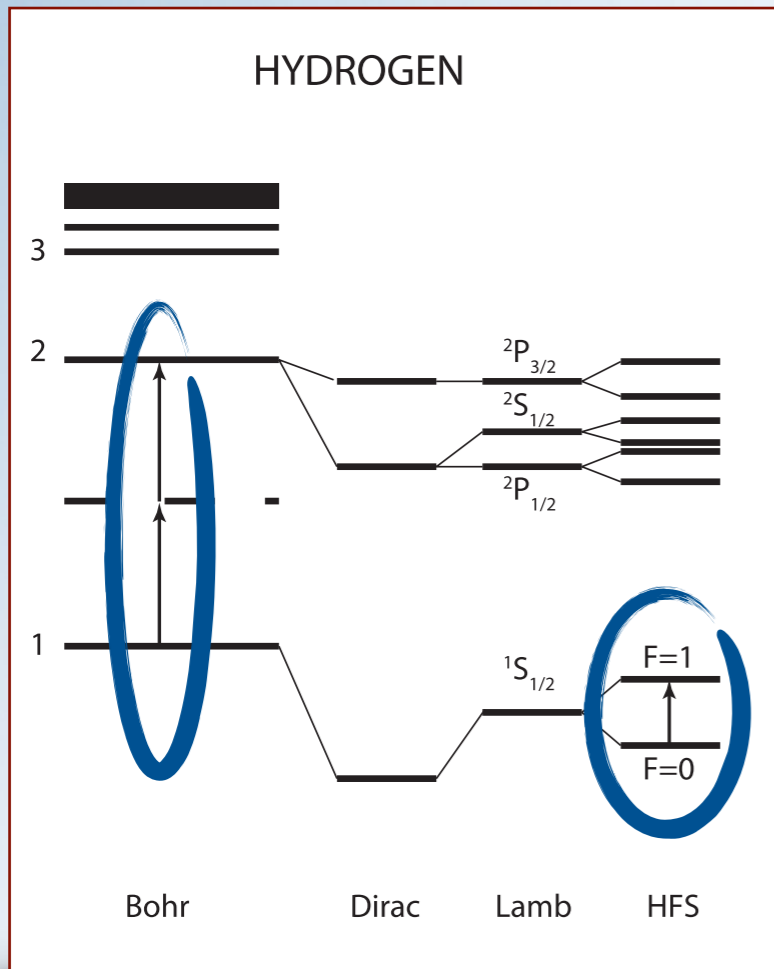 HYDROGEN
3
2
1
²P₃/₂
²S₁/₂
²P₁/₂
¹S₁/₂
F=1
F=0
Bohr Dirac Lamb HFS